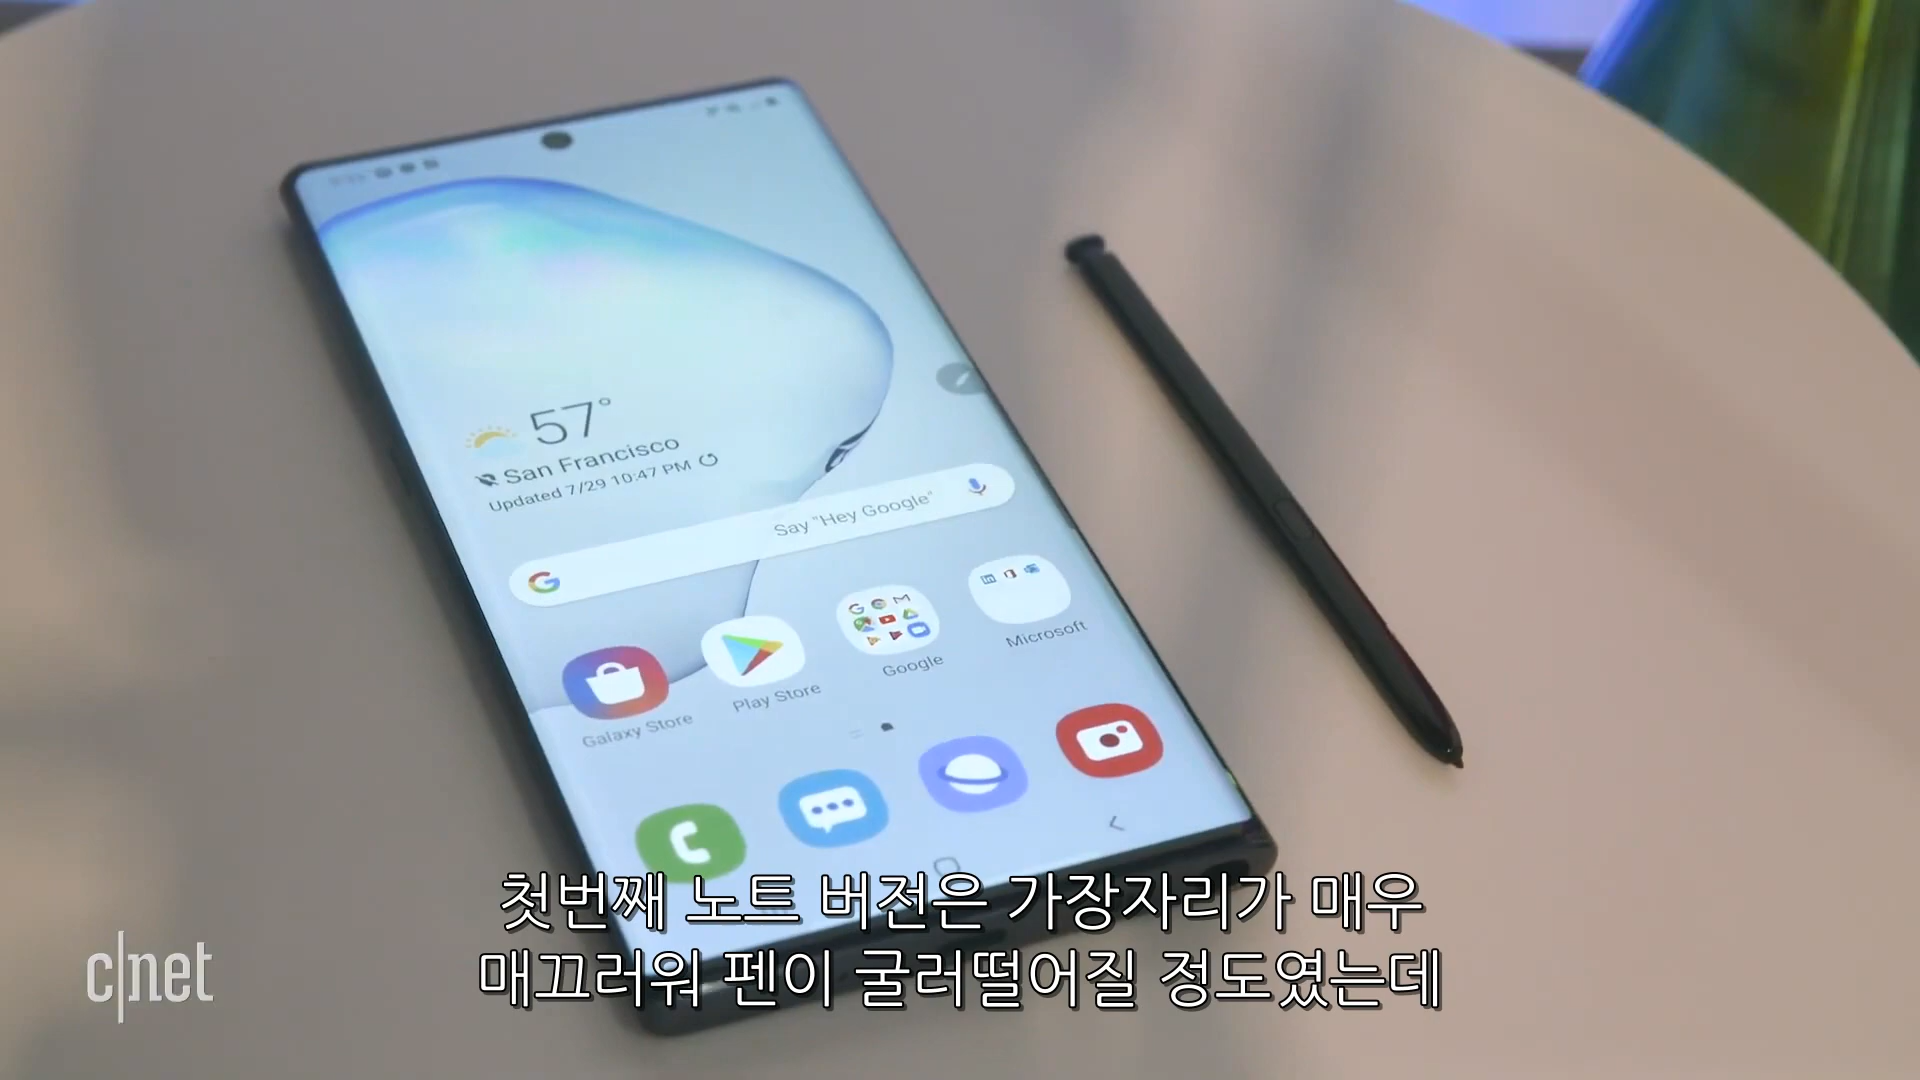 57°
San Francisco
Updated 7/29 10:47 PM
Say "Hey Google"
Galaxy Store
Play Store
Google
Microsoft
첫번째 노트 버전은 가장자리가 매우
매끄러워 펜이 굴러떨어질 정도였는데
c|net